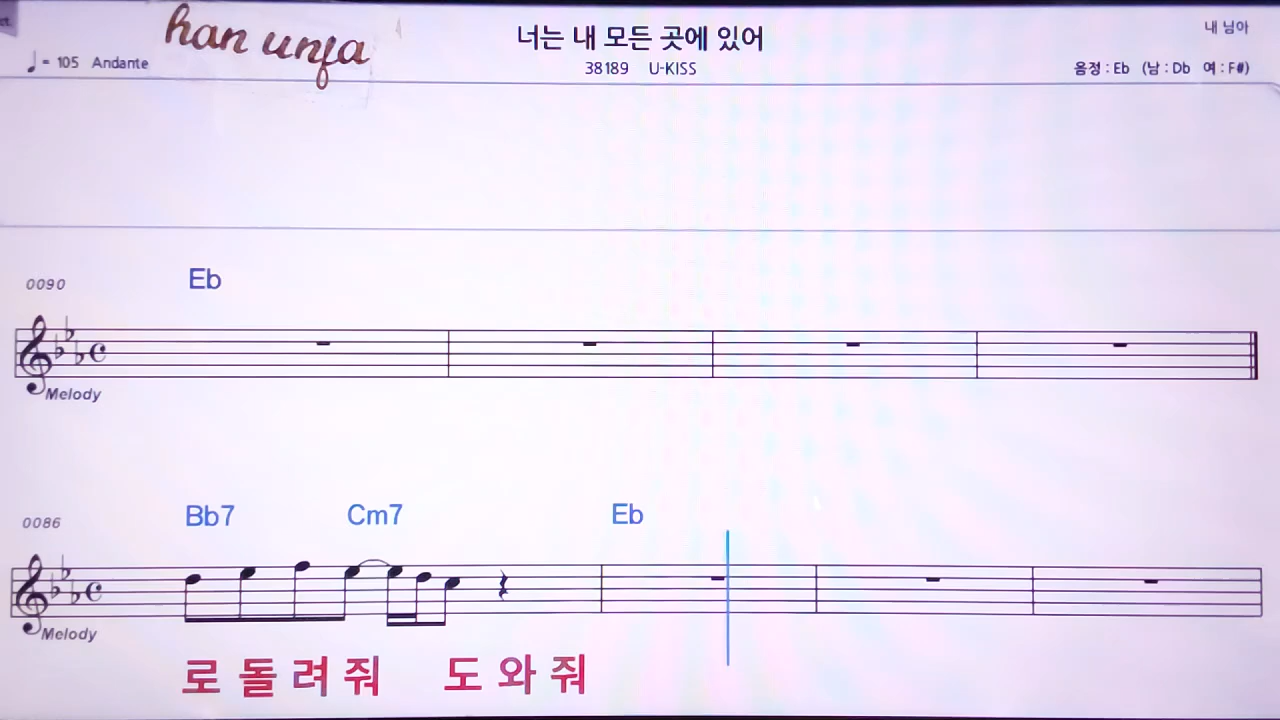 han unja
너는 내 모든 곳에 있어
내 님아
♩ = 105 Andante
38189 U-KISS
음정 : Eb (남 : Db 여 : F#)
0090
Eb
Melody
0086
Bb7 Cm7 Eb
Melody
로 돌 려 줘 도 와 줘